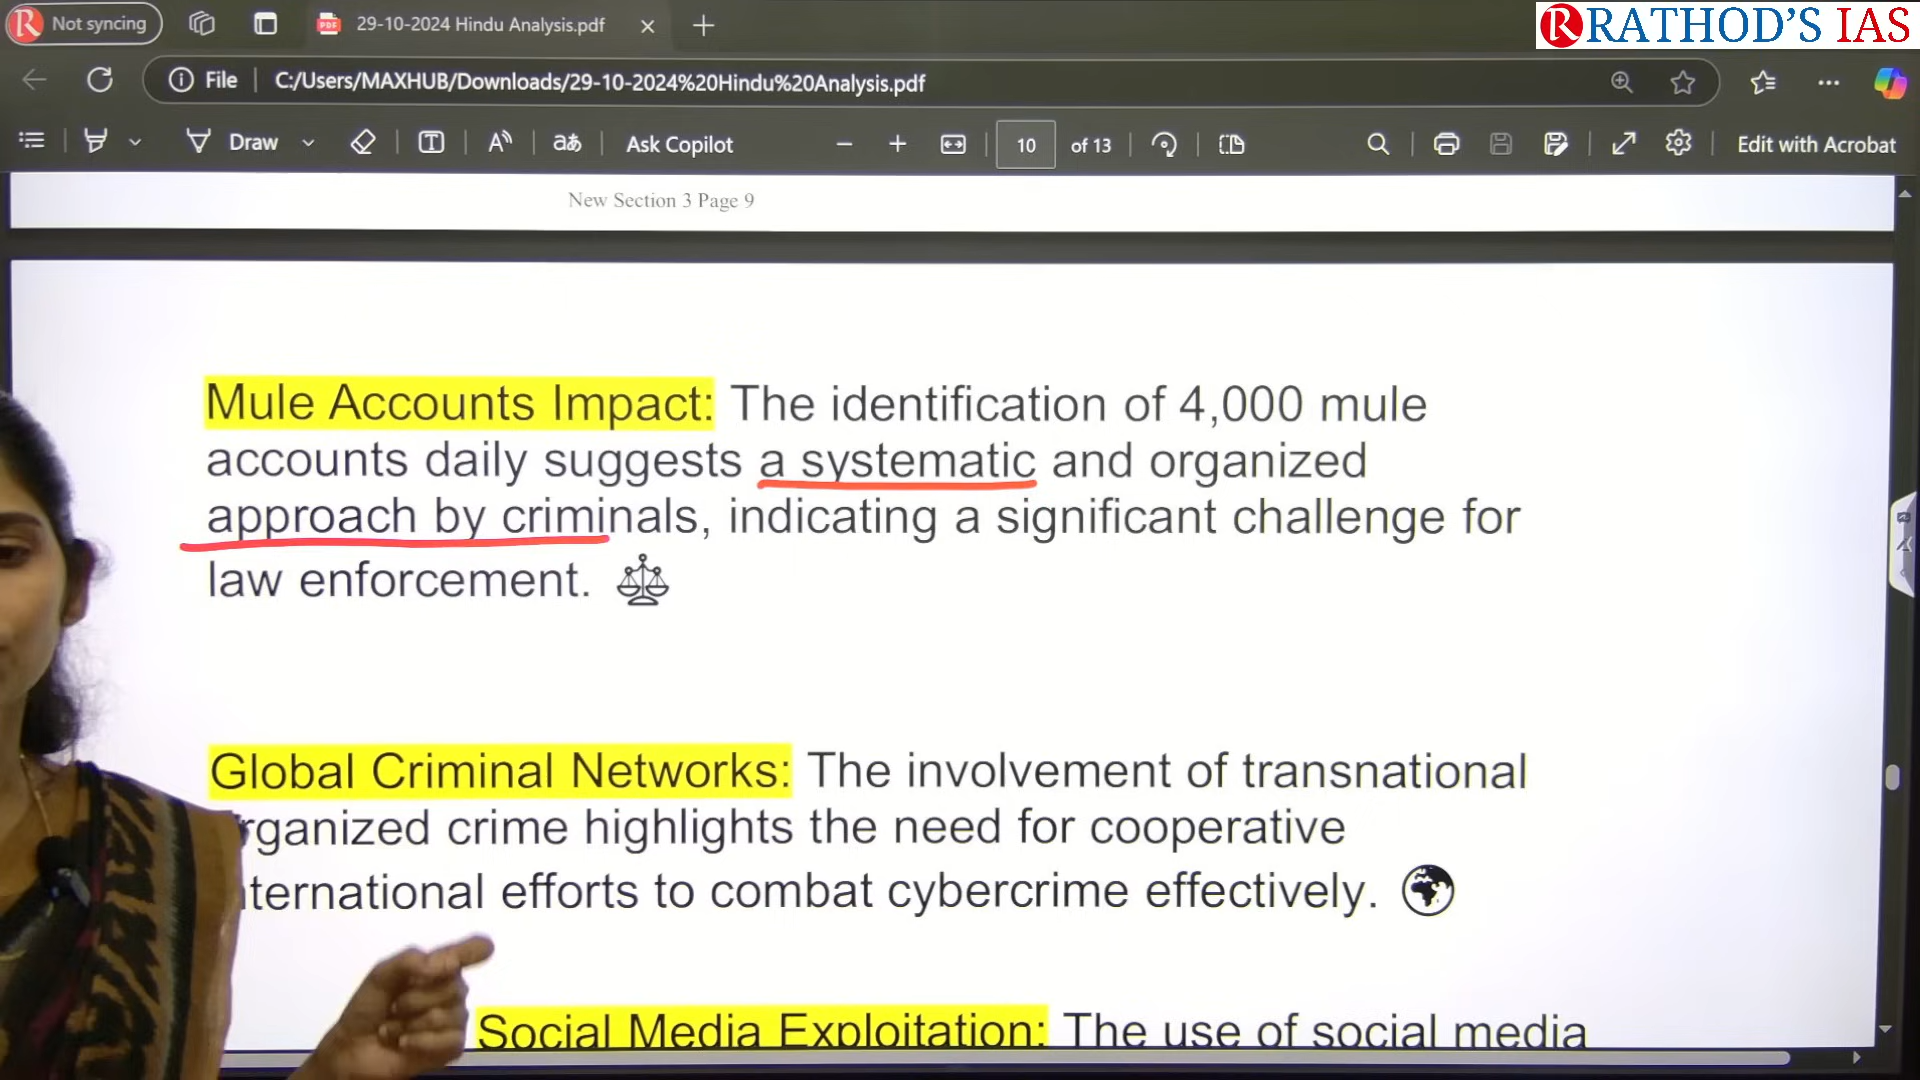 Not syncing
29-10-2024 Hindu Analysis.pdf
RATHOD'S IAS
File
C:/Users/MAXHUB/Downloads/29-10-2024%20Hindu%20Analysis.pdf
Draw
Ask Copilot
10 of 13
Edit with Acrobat
New Section 3 Page 9
Mule Accounts Impact: The identification of 4,000 mule
accounts daily suggests a systematic and organized
approach by criminals, indicating a significant challenge for
law enforcement.
Global Criminal Networks: The involvement of transnational
rganized crime highlights the need for cooperative
ternational efforts to combat cybercrime effectively.
Social Media Exploitation: The use of social media